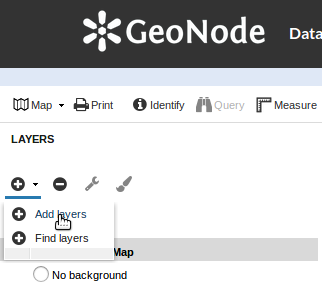 GeoNode
Data
Map Print Identify Query Measure
LAYERS
Add layers
Find layers
Map
No background